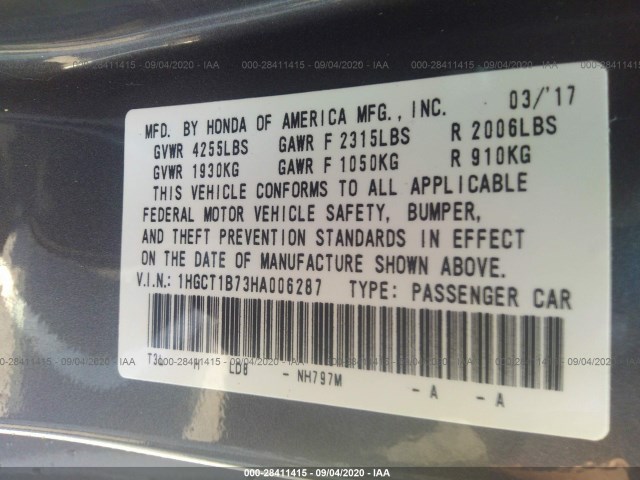 000-28411415 - 09/04/2020 - IAA
000-28411415 - 09/04/2020 - IAA
000-28411415 - 09/04/2020 - IAA
MFD. BY HONDA OF AMERICA MFG., INC. 03/'17
GVWR 4255LBS GAWR F 2315LBS R 2006LBS
GVWR 1930KG GAWR F 1050KG R 910KG
THIS VEHICLE CONFORMS TO ALL APPLICABLE
FEDERAL MOTOR VEHICLE SAFETY, BUMPER,
AND THEFT PREVENTION STANDARDS IN EFFECT
ON THE DATE OF MANUFACTURE SHOWN ABOVE.
V.I.N.: 1HGCT1B73HA006287 TYPE: PASSENGER CAR
LD8 - NH797M - A - A
000-28411415 - 09/04/2020 - IAA
000-28411415 - 09/04/2020 - IAA
000-28411415 - 09/04/2020 - IAA
000-28411415 - 09/04/2020 - IAA